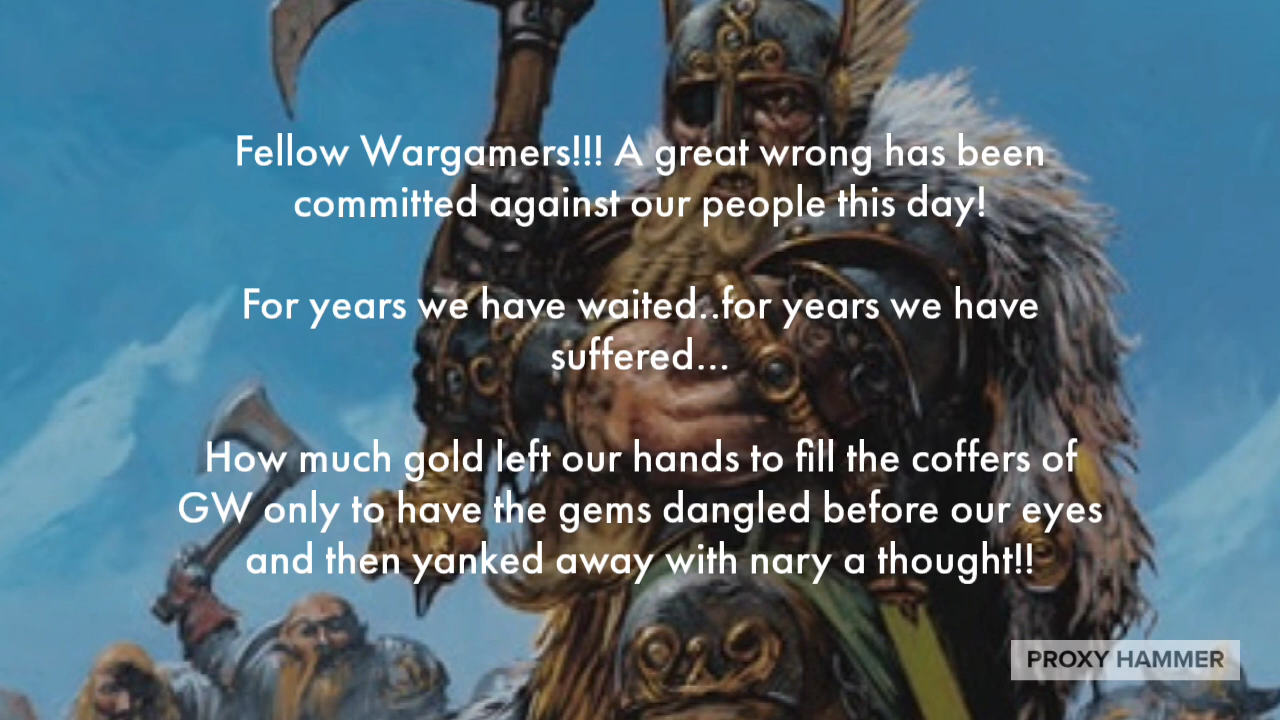 Fellow Wargamers!!! A great wrong has been
committed against our people this day!
For years we have waited..for years we have
suffered...
How much gold left our hands to fill the coffers of
GW only to have the gems dangled before our eyes
and then yanked away with nary a thought!!
PROXY HAMMER